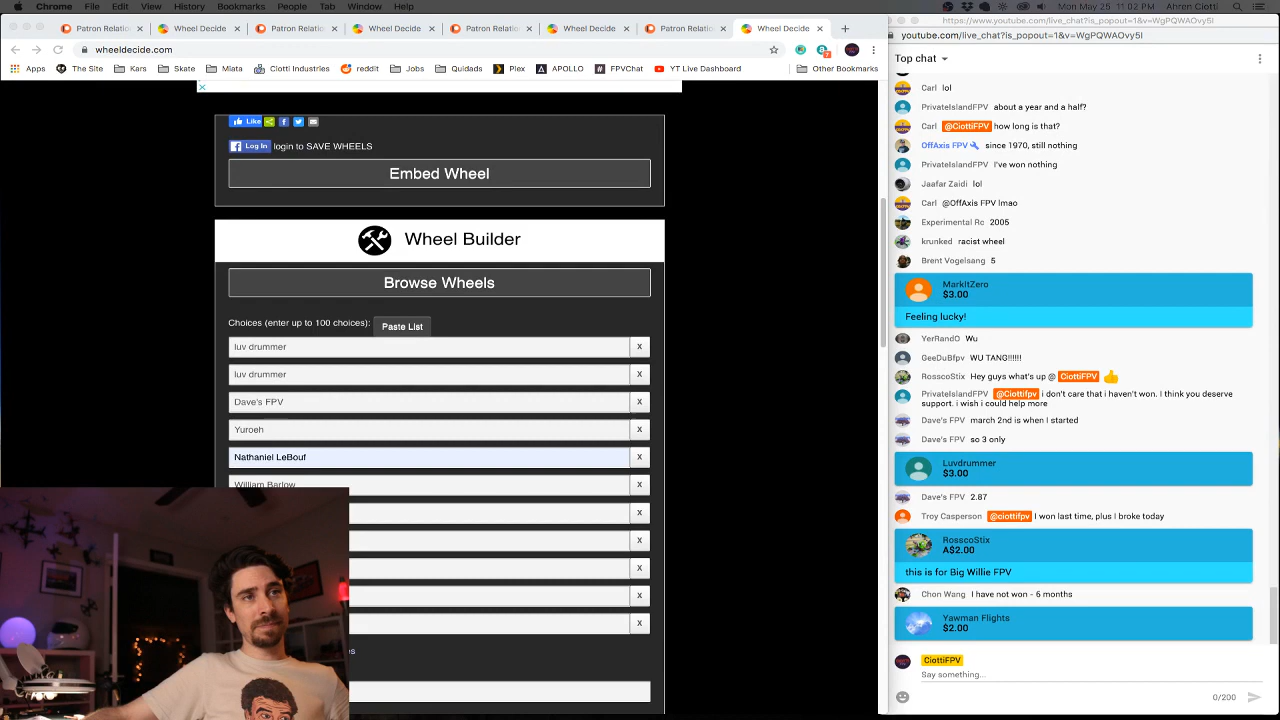 Chrome File Edit View History Bookmarks People Tab Window Help
Mon May 25 11:02 PM Ahren Ciotti
Patron Relatio Wheel Decide Patron Relatio Wheel Decide Patron Relatio Wheel Decide Patron Relatio Wheel Decide
wheeldecide.com
Apps The Site Kars Skate Miata Ciotti Industries reddit Jobs Quidads Plex APOLLO FPVChat YT Live Dashboard Other Bookmarks
Like
Log In login to SAVE WHEELS
Embed Wheel
Wheel Builder
Browse Wheels
Choices (enter up to 100 choices): Paste List
luv drummer X
luv drummer X
Dave's FPV X
Yuroeh X
Nathaniel LeBouf X
William Barlow X
X
X
X
X
X
https://www.youtube.com/live_chat?is_popout=1&v=WgPQWAOvy5I
youtube.com/live_chat?is_popout=1&v=WgPQWAOvy5I
Top chat
Carl lol
PrivateIslandFPV about a year and a half?
Carl @CiottiFPV how long is that?
OffAxis FPV since 1970, still nothing
PrivateIslandFPV I've won nothing
Jaafar Zaidi lol
Carl @OffAxis FPV lmao
Experimental Rc 2005
krunked racist wheel
Brent Vogelsang 5
MarkItZero
$3.00
Feeling lucky!
YerRandO Wu
GeeDuBfpv WU TANG!!!!!!
RosscoStix Hey guys what's up @ CiottiFPV
PrivateIslandFPV @Ciottifpv i don't care that i haven't won. I think you deserve
support. i wish i could help more
Dave's FPV march 2nd is when I started
Dave's FPV so 3 only
Luvdrummer
$3.00
Dave's FPV 2.87
Troy Casperson @ciottifpv I won last time, plus I broke today
RosscoStix
A$2.00
this is for Big Willie FPV
Chon Wang I have not won - 6 months
Yawman Flights
$2.00
CiottiFPV
Say something...
0/200